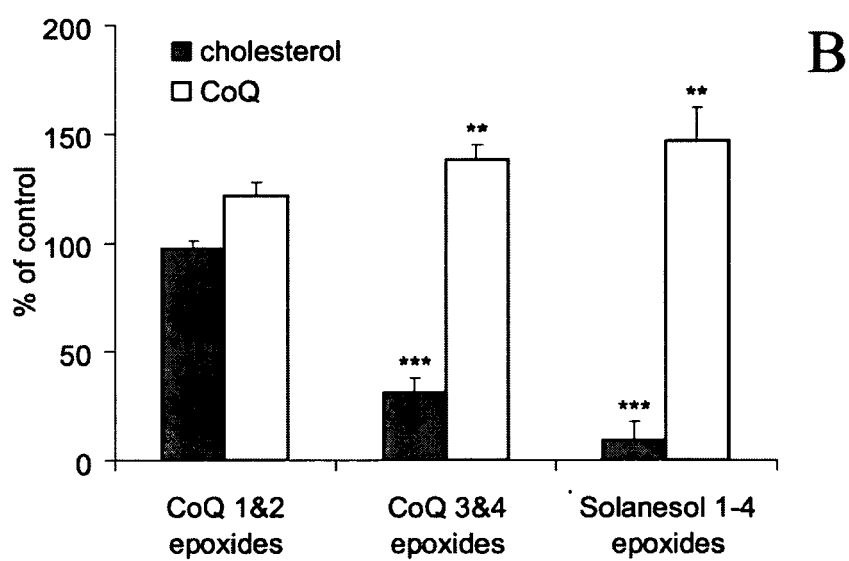 B
cholesterol
CoQ
% of control
200
150
100
50
0
**
**
***
***
CoQ 1&2
epoxides
CoQ 3&4
epoxides
Solanesol 1-4
epoxides